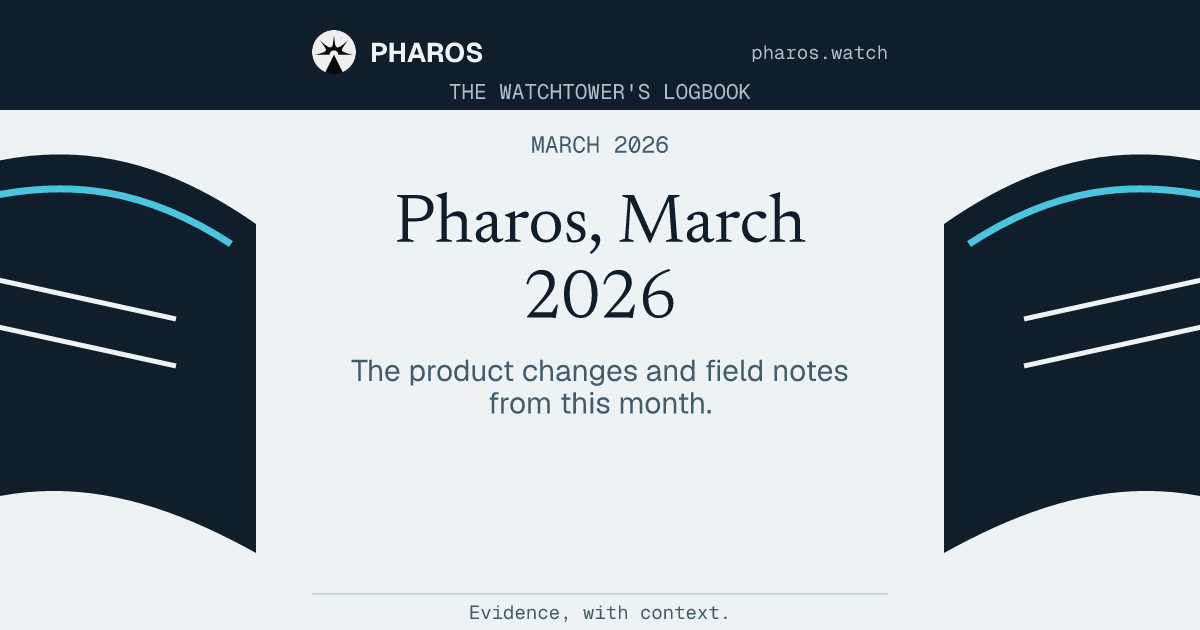 PHAROS
pharos.watch
THE WATCHTOWER'S LOGBOOK
MARCH 2026
Pharos, March
2026
The product changes and field notes
from this month.
Evidence, with context.